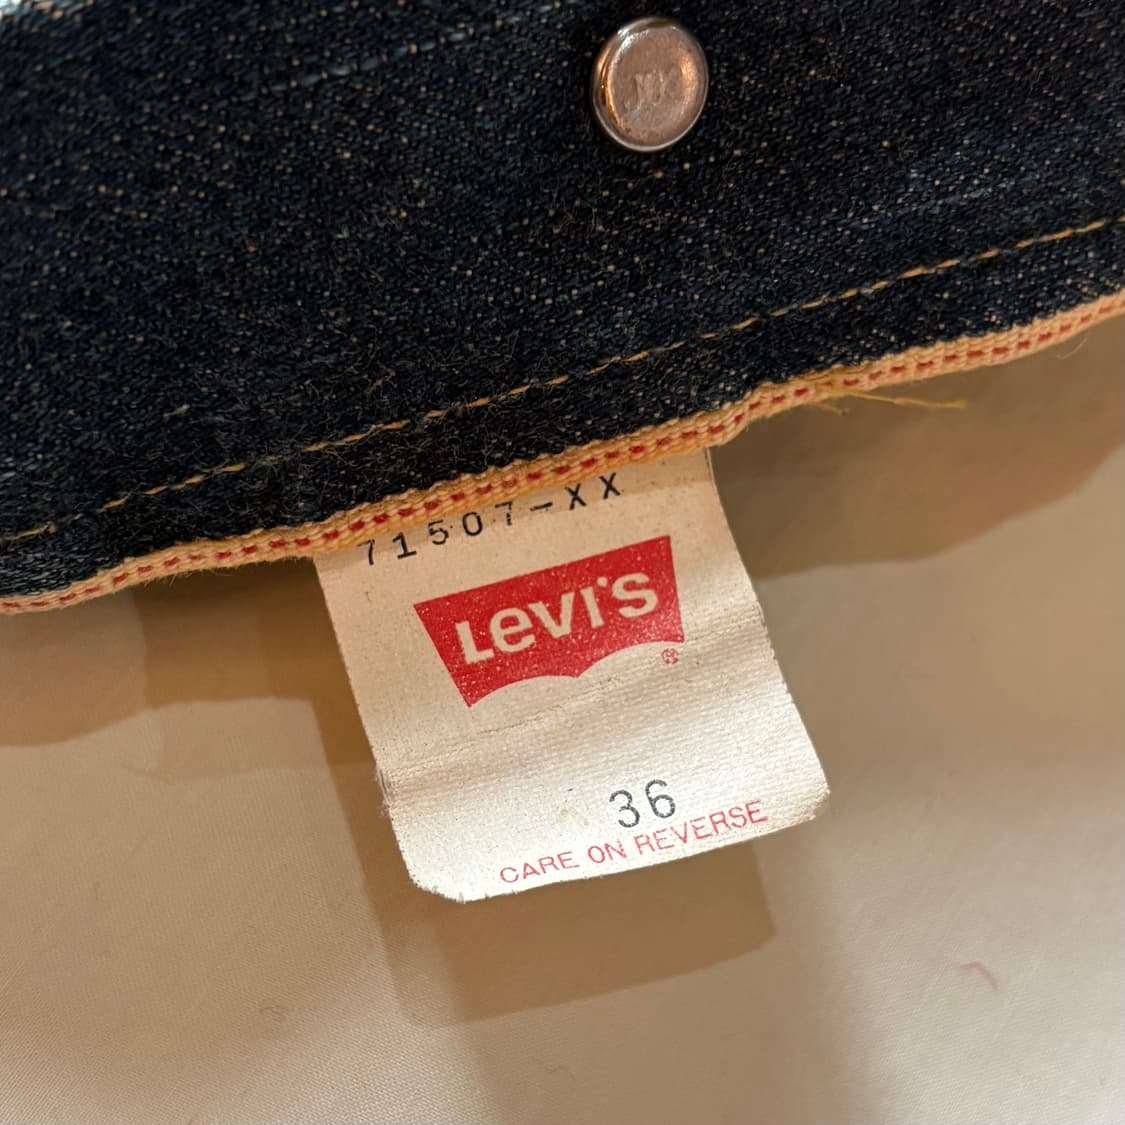 71507-XX
Levi's
®
36
CARE ON REVERSE